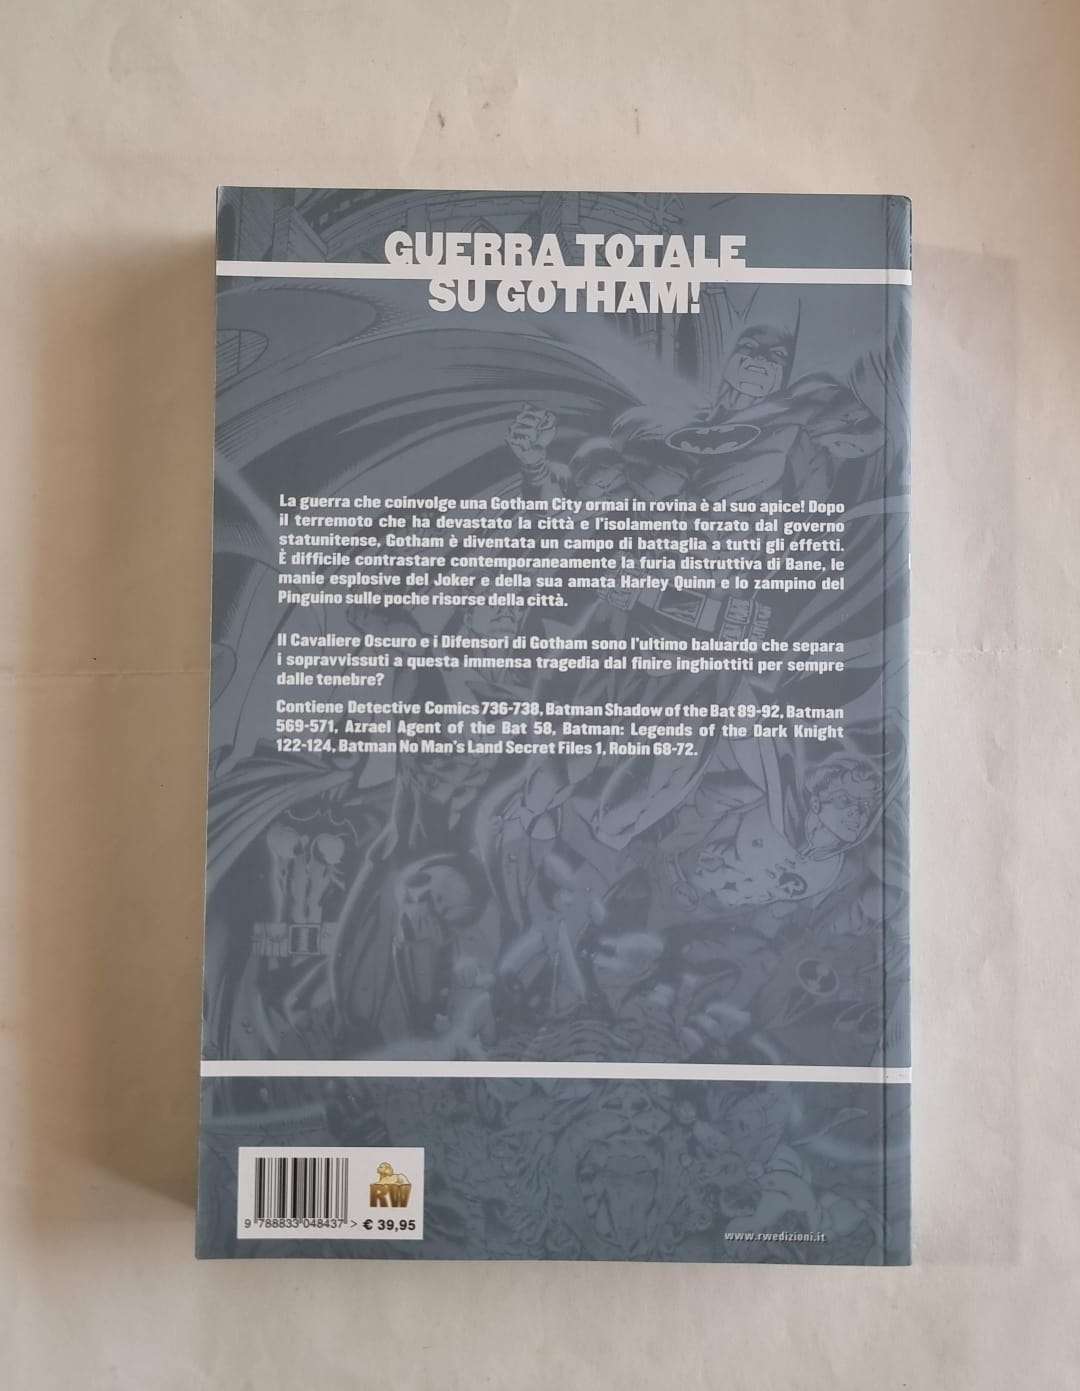 GUERRA TOTALE
SU GOTHAM!
La guerra che coinvolge una Gotham City ormai in rovina è al suo apice! Dopo
il terremoto che ha devastato la città e l'isolamento forzato dal governo
statunitense, Gotham è diventata un campo di battaglia a tutti gli effetti.
È difficile contrastare contemporaneamente la furia distruttiva di Bane, le
manie esplosive del Joker e della sua amata Harley Quinn e lo zampino del
Pinguino sulle poche risorse della città.
Il Cavaliere Oscuro e i Difensori di Gotham sono l'ultimo baluardo che separa
i sopravvissuti a questa immensa tragedia dal finire inghiottiti per sempre
dalle tenebre?
Contiene Detective Comics 736-738, Batman Shadow of the Bat 89-92, Batman
569-571, Azrael Agent of the Bat 58, Batman: Legends of the Dark Knight
122-124, Batman No Man's Land Secret Files 1, Robin 68-72.
RW
9 788833 048437 > € 39,95
www.rwedizioni.it